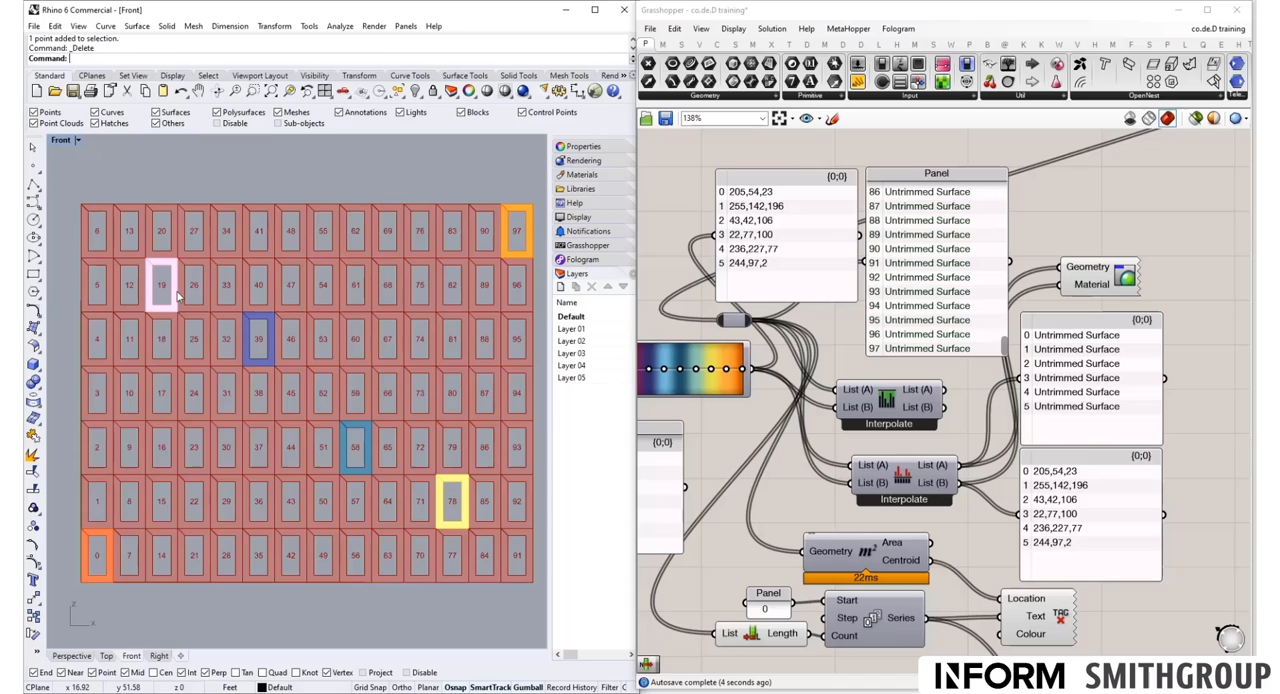 Rhino 6 Commercial - [Front]
File Edit View Curve Surface Solid Mesh Dimension Transform Tools Analyze Render Panels Help
1 point added to selection.
Command: _Delete
Command:
Standard CPlanes Set View Display Select Viewport Layout Visibility Transform Curve Tools Surface Tools Solid Tools Mesh Tools Rend »
Points Curves Surfaces Polysurfaces Meshes Annotations Lights Blocks Control Points
Point Clouds Hatches Others Disable Sub-objects
Front
6 13 20 27 34 41 48 55 62 69 76 83 90 97
5 12 19 26 33 40 47 54 61 68 75 82 89 96
4 11 18 25 32 39 46 53 60 67 74 81 88 95
3 10 17 24 31 38 45 52 59 66 73 80 87 94
2 9 16 23 30 37 44 51 58 65 72 79 86 93
1 8 15 22 29 36 43 50 57 64 71 78 85 92
0 7 14 21 28 35 42 49 56 63 70 77 84 91
z
x
Properties
Rendering
Materials
Libraries
Help
Display
Notifications
Grasshopper
Fologram
Layers
Name
Default
Layer 01
Layer 02
Layer 03
Layer 04
Layer 05
Perspective Top Front Right
End Near Point Mid Cen Int Perp Tan Quad Knot Vertex Project Disable
CPlane x 16.92 y 51.58 z 0 Feet Default Grid Snap Ortho Planar Osnap SmartTrack Gumball Record History Filter
Grasshopper - co.de.D training*
File Edit View Display Solution Help MetaHopper Fologram
co.de.D training
Geometry Primitive Input Util OpenNest Tele...
138%
{0;0}
0 205,54,23
1 255,142,196
2 43,42,106
3 22,77,100
4 236,227,77
5 244,97,2
Panel
86 Untrimmed Surface
87 Untrimmed Surface
88 Untrimmed Surface
89 Untrimmed Surface
90 Untrimmed Surface
91 Untrimmed Surface
92 Untrimmed Surface
93 Untrimmed Surface
94 Untrimmed Surface
95 Untrimmed Surface
96 Untrimmed Surface
97 Untrimmed Surface
Geometry
Material
{0;0}
0 Untrimmed Surface
1 Untrimmed Surface
2 Untrimmed Surface
3 Untrimmed Surface
4 Untrimmed Surface
5 Untrimmed Surface
List (A) List (A)
List (B) List (B)
Interpolate
{0;0}
List (A) List (A)
List (B) List (B)
Interpolate
{0;0}
0 205,54,23
1 255,142,196
2 43,42,106
3 22,77,100
4 236,227,77
5 244,97,2
Geometry m² Area
Centroid
22ms
Panel
0
Start
Step Series
Count
List Length
Location
Text TAG
Colour
Autosave complete (4 seconds ago)
INFORM SMITHGROUP